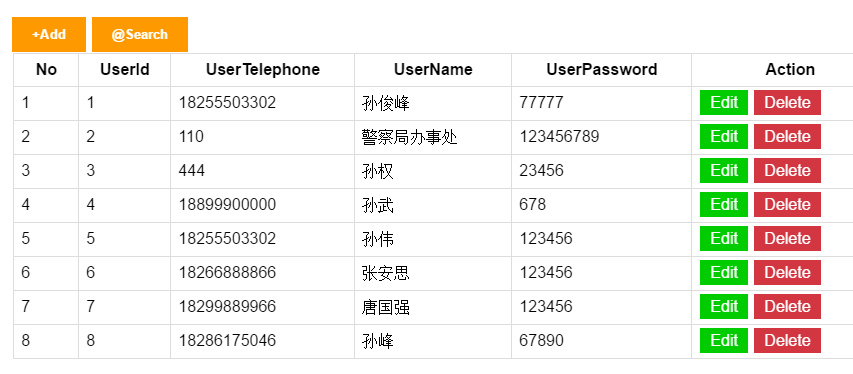 +Add @Search
No UserId UserTelephone UserName UserPassword Action
1 1 18255503302 孙俊峰 77777 Edit Delete
2 2 110 警察局办事处 123456789 Edit Delete
3 3 444 孙权 23456 Edit Delete
4 4 18899900000 孙武 678 Edit Delete
5 5 18255503302 孙伟 123456 Edit Delete
6 6 18266888866 张安思 123456 Edit Delete
7 7 18299889966 唐国强 123456 Edit Delete
8 8 18286175046 孙峰 67890 Edit Delete